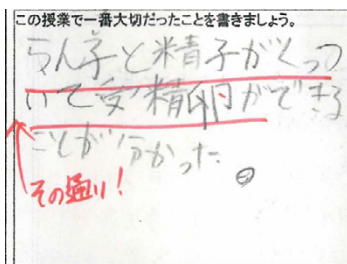 この授業で一番大切だったことを書きましょう。
らん子と精子がくっつ
いて受精卵ができる
ことが分かった。
その通り!